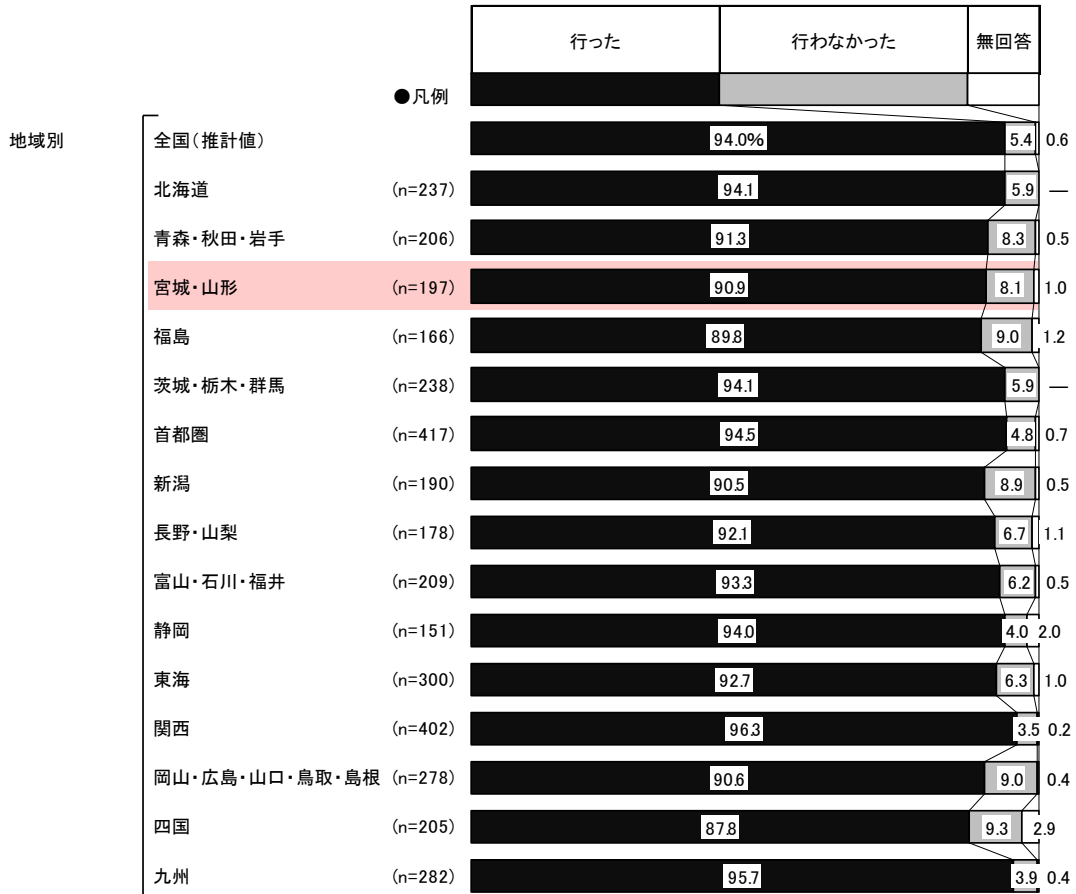 行った 行わなかった 無回答
●凡例
地域別 全国(推計値) 94.0% 5.4 0.6
北海道 (n=237) 94.1 5.9 —
青森・秋田・岩手 (n=206) 91.3 8.3 0.5
宮城・山形 (n=197) 90.9 8.1 1.0
福島 (n=166) 89.8 9.0 1.2
茨城・栃木・群馬 (n=238) 94.1 5.9 —
首都圏 (n=417) 94.5 4.8 0.7
新潟 (n=190) 90.5 8.9 0.5
長野・山梨 (n=178) 92.1 6.7 1.1
富山・石川・福井 (n=209) 93.3 6.2 0.5
静岡 (n=151) 94.0 4.0 2.0
東海 (n=300) 92.7 6.3 1.0
関西 (n=402) 96.3 3.5 0.2
岡山・広島・山口・鳥取・島根 (n=278) 90.6 9.0 0.4
四国 (n=205) 87.8 9.3 2.9
九州 (n=282) 95.7 3.9 0.4